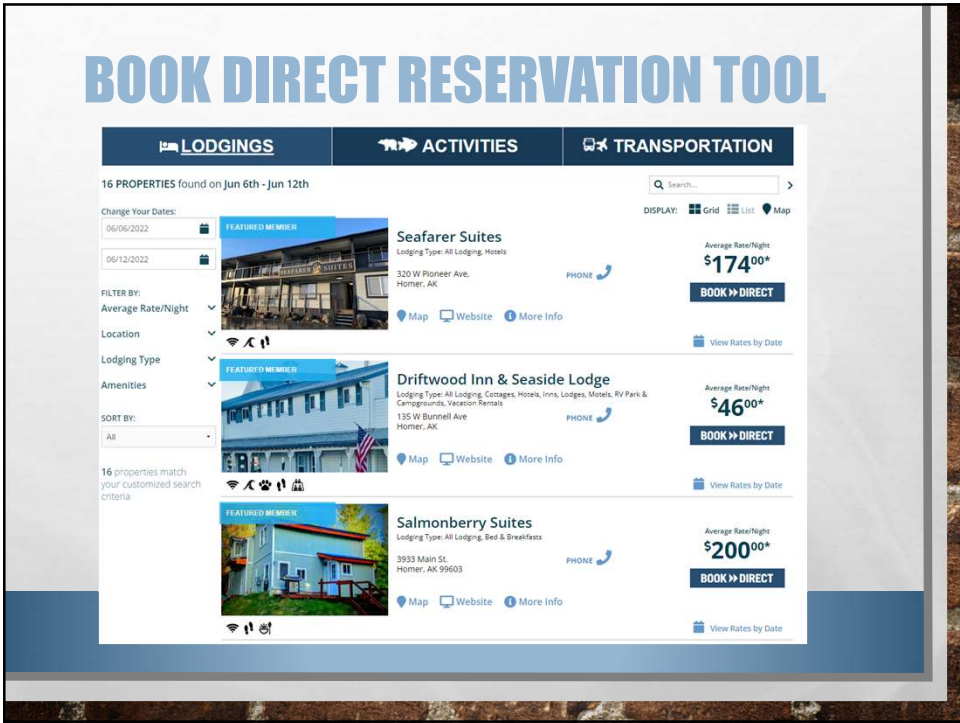 BOOK DIRECT RESERVATION TOOL
LODGINGS
ACTIVITIES
TRANSPORTATION
16 PROPERTIES found on Jun 6th - Jun 12th
Search...
DISPLAY: Grid List Map
Change Your Dates:
06/06/2022
06/12/2022
FILTER BY:
Average Rate/Night
Location
Lodging Type
Amenities
SORT BY:
All
16 properties match
your customized search
criteria
FEATURED MEMBER
SEAFARER SUITES
Seafarer Suites
Lodging Type: All Lodging, Hotels
320 W Pioneer Ave.
Homer, AK
PHONE
Map Website More Info
Average Rate/Night
$17400*
BOOK DIRECT
View Rates by Date
FEATURED MEMBER
Driftwood Inn & Seaside Lodge
Lodging Type: All Lodging, Cottages, Hotels, Inns, Lodges, Motels, RV Park &
Campgrounds, Vacation Rentals
135 W Bunnell Ave
Homer, AK
PHONE
Map Website More Info
Average Rate/Night
$4600*
BOOK DIRECT
View Rates by Date
FEATURED MEMBER
Salmonberry Suites
Lodging Type: All Lodging, Bed & Breakfasts
3933 Main St.
Homer, AK 99603
PHONE
Map Website More Info
Average Rate/Night
$20000*
BOOK DIRECT
View Rates by Date